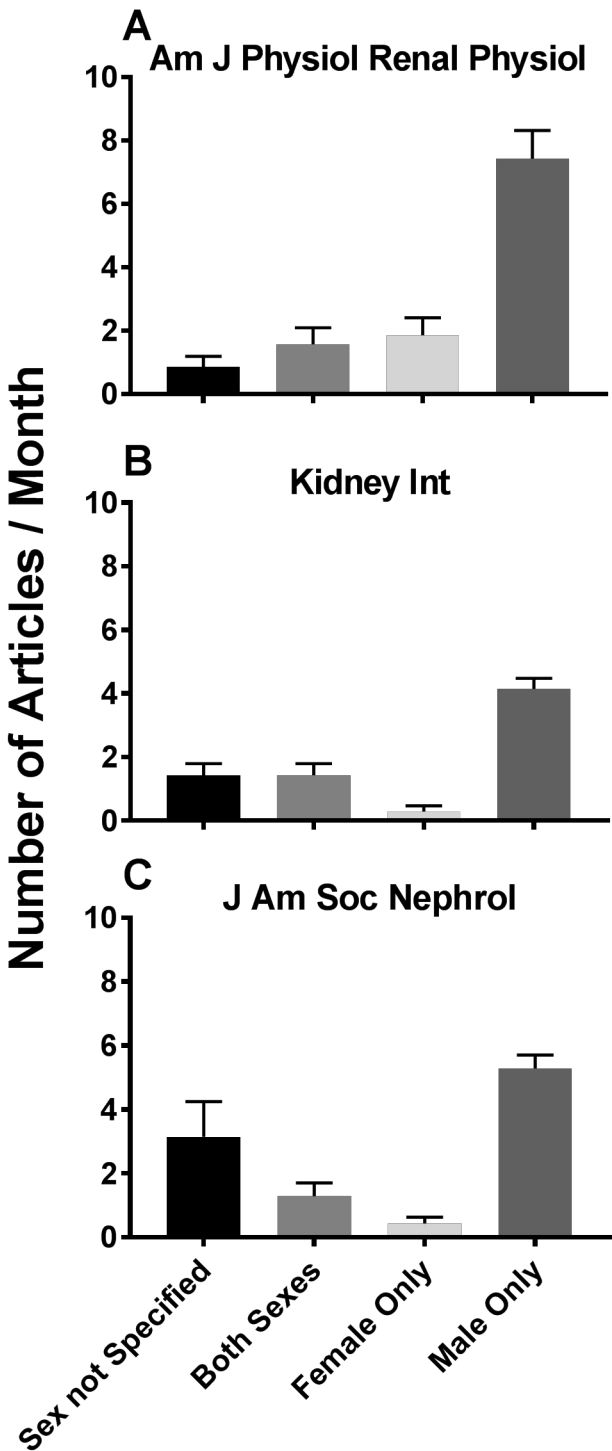 Number of Articles / Month
A
Am J Physiol Renal Physiol
10
8
6
4
2
0
B
Kidney Int
10
8
6
4
2
0
C
J Am Soc Nephrol
10
8
6
4
2
0
Sex not Specified
Both Sexes
Female Only
Male Only